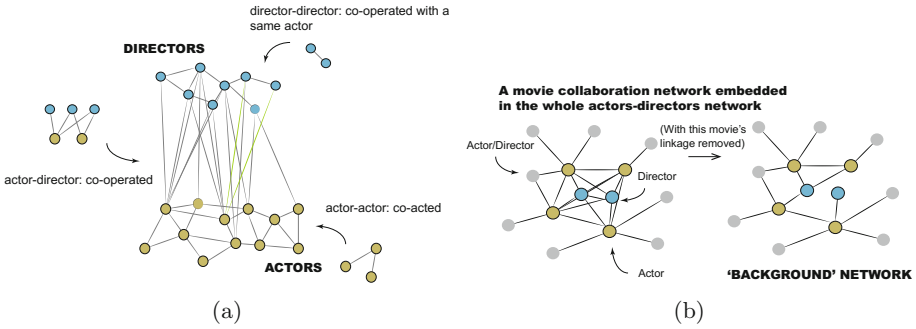 director-director: co-operated with a
same actor
DIRECTORS
actor-director: co-operated
actor-actor: co-acted
ACTORS
(a)
A movie collaboration network embedded
in the whole actors-directors network
Actor/Director
(With this movie's
linkage removed)
Director
Actor
'BACKGROUND' NETWORK
(b)